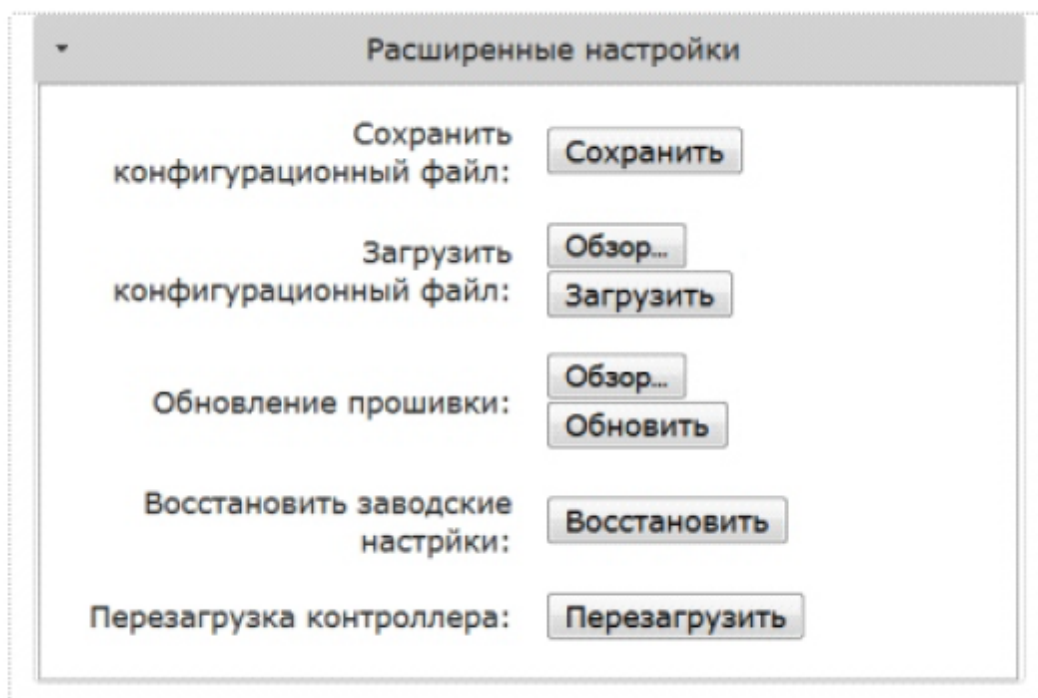 Расширенные настройки
Сохранить
конфигурационный файл:
Сохранить
Загрузить
конфигурационный файл:
Обзор...
Загрузить
Обновление прошивки:
Обзор...
Обновить
Восстановить заводские
настрйки:
Восстановить
Перезагрузка контроллера:
Перезагрузить